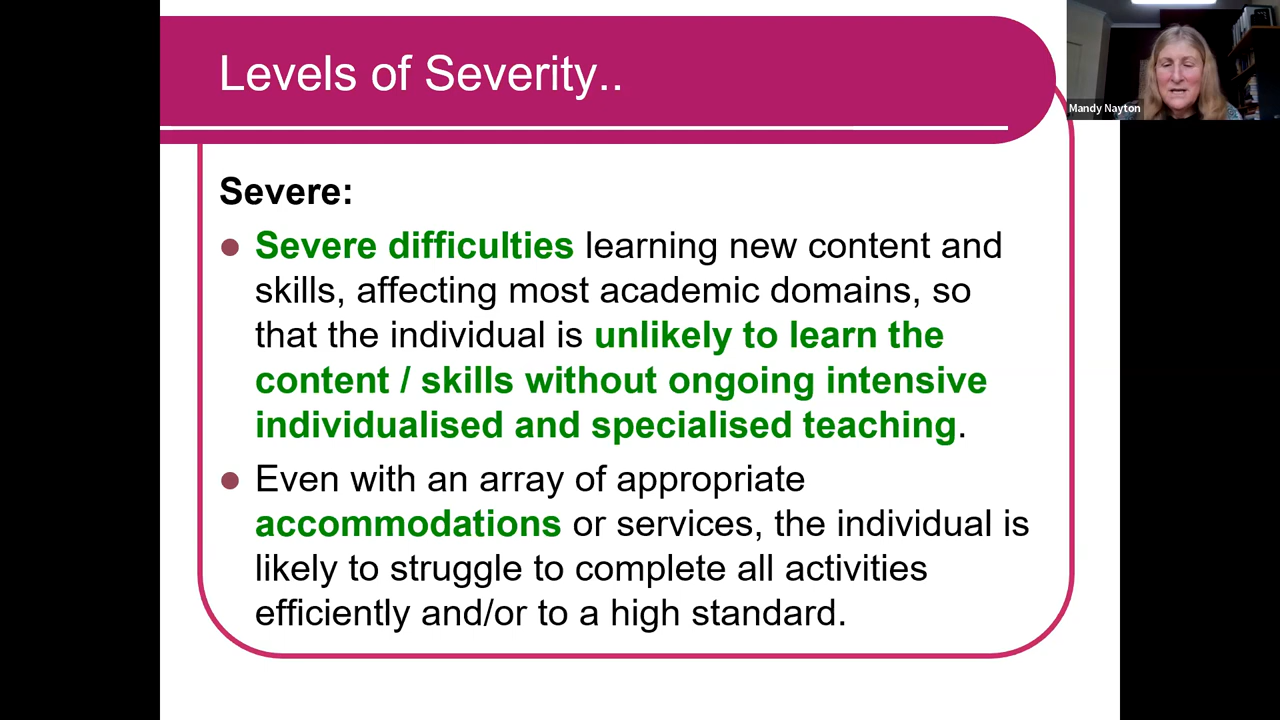 Levels of Severity..
Mandy Nayton
Severe:
Severe difficulties learning new content and
skills, affecting most academic domains, so
that the individual is unlikely to learn the
content / skills without ongoing intensive
individualised and specialised teaching.
Even with an array of appropriate
accommodations or services, the individual is
likely to struggle to complete all activities
efficiently and/or to a high standard.